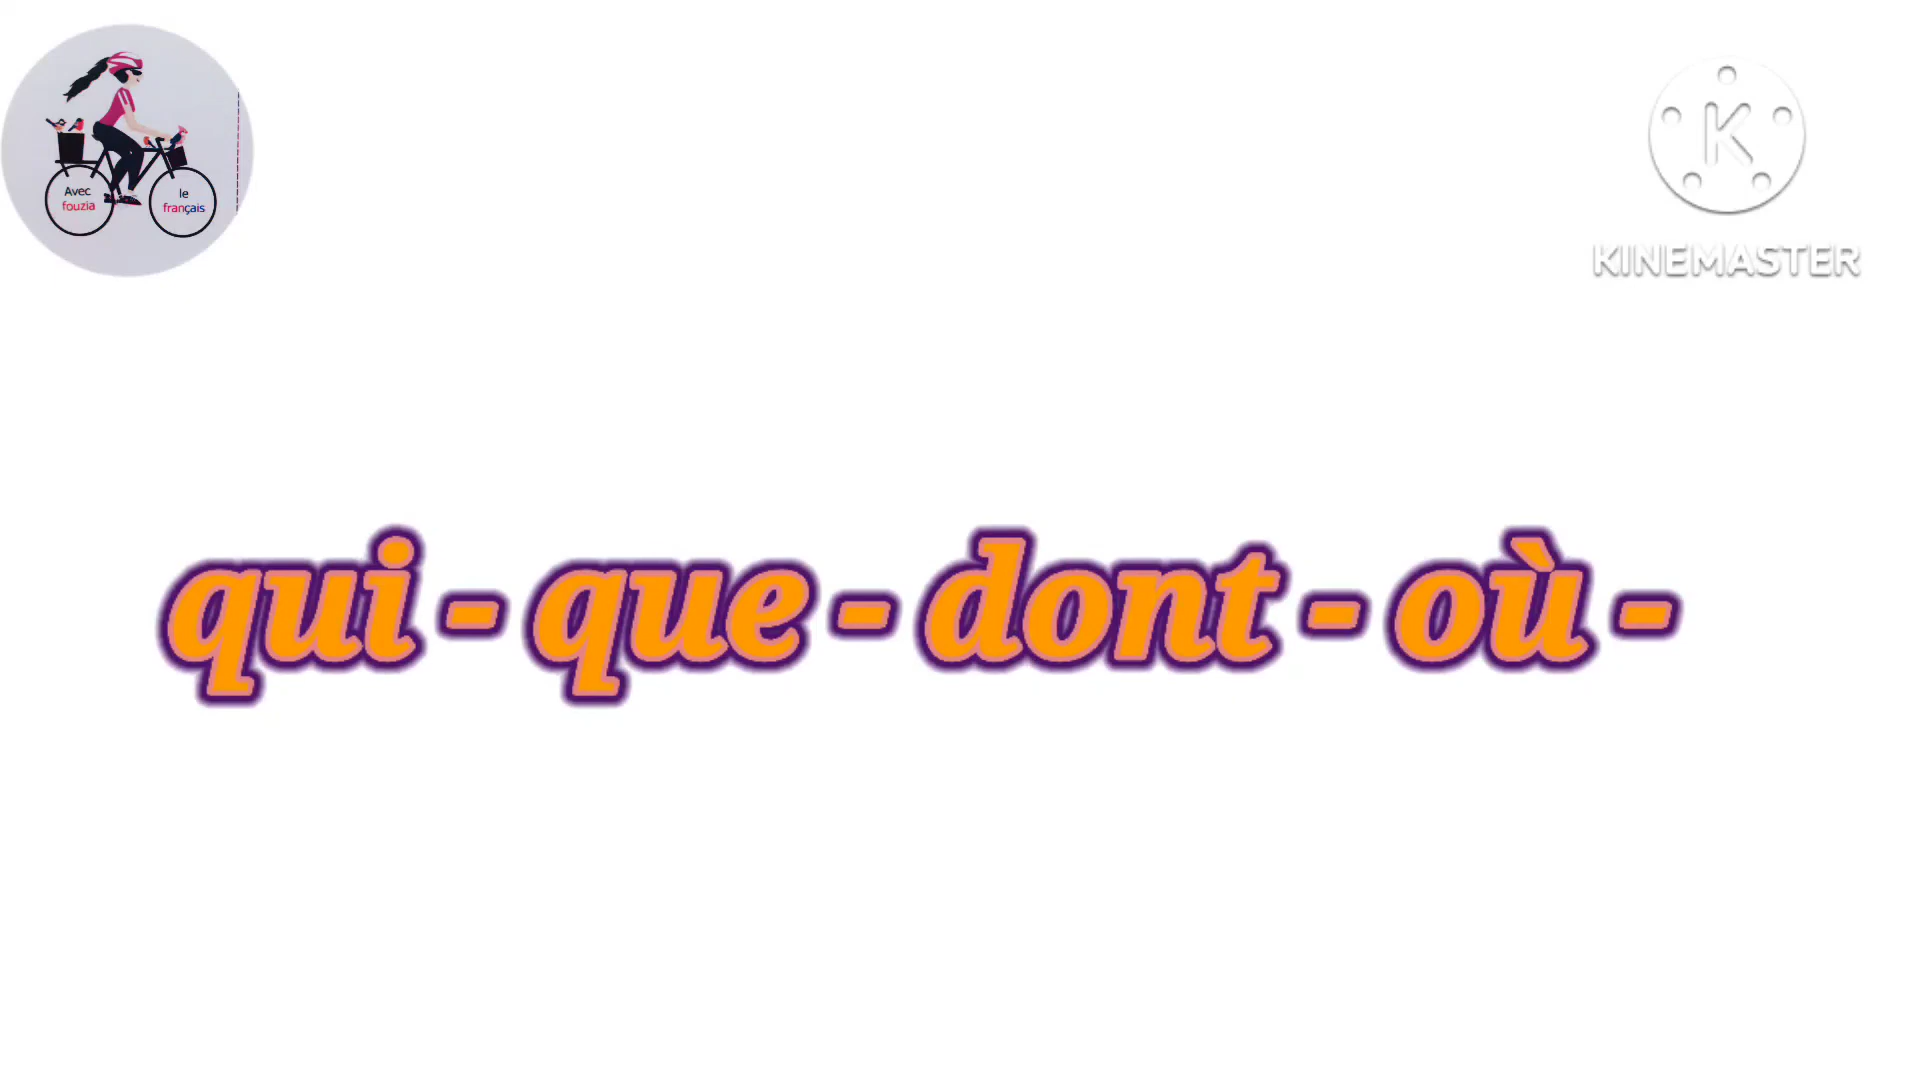 Avec
fouzia
le
français
KINEMASTER
qui - que - dont - où -